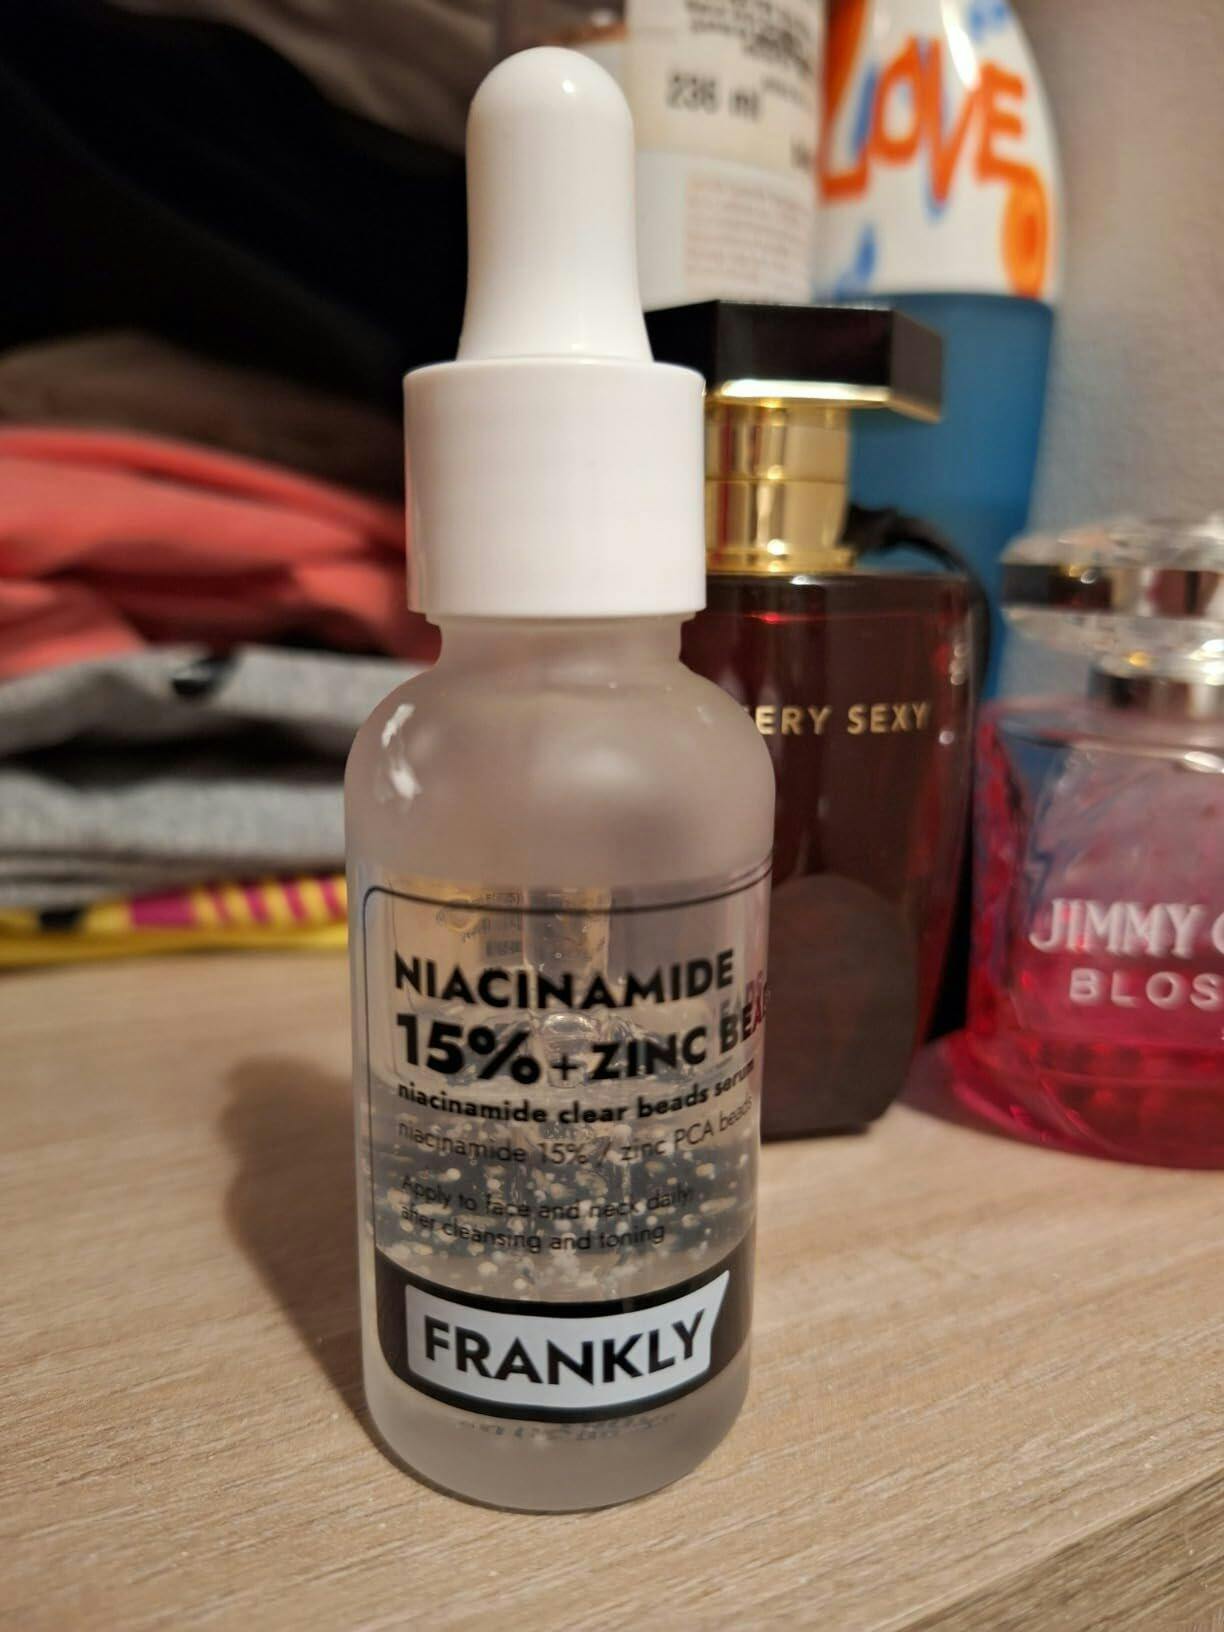 236 ml
LOVE
ERY SEXY
JIMMY
BLOS
NIACINAMIDE
15% + ZINC BEA
niacinamide clear beads serum
niacinamide 15% / zinc PCA beads
Apply to face and neck daily
after cleansing and toning
FRANKLY